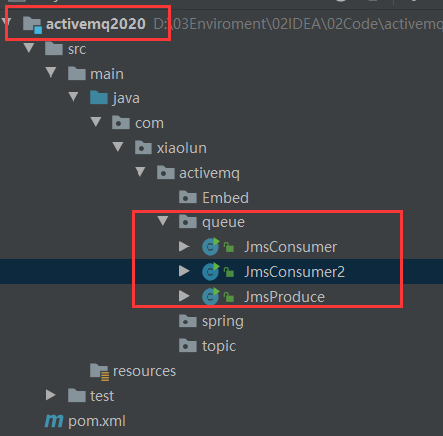 activemq2020 D:\03Enviroment\02IDEA\02Code\activemq
src
main
java
com
xiaolun
activemq
Embed
queue
JmsConsumer
JmsConsumer2
JmsProduce
spring
topic
resources
test
pom.xml